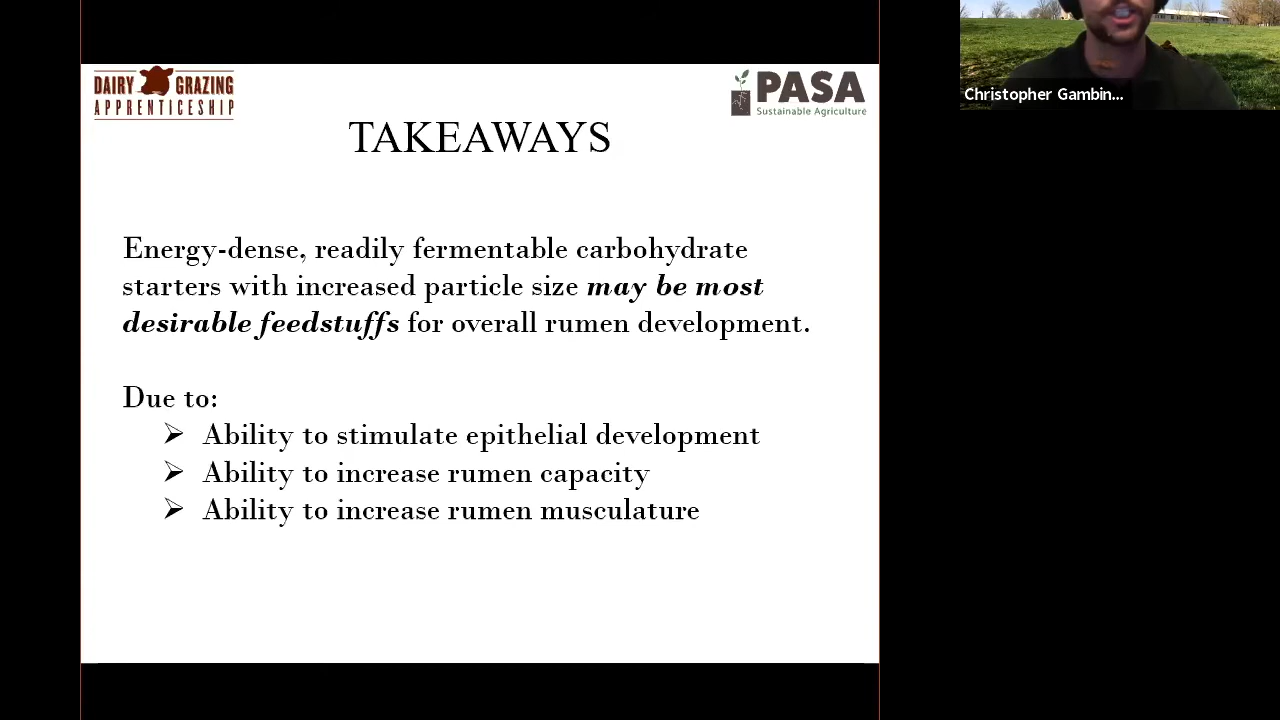 DAIRY GRAZING
APPRENTICESHIP
PASA
Sustainable Agriculture
Christopher Gambin...
TAKEAWAYS
Energy-dense, readily fermentable carbohydrate
starters with increased particle size may be most
desirable feedstuffs for overall rumen development.
Due to:
➢ Ability to stimulate epithelial development
➢ Ability to increase rumen capacity
➢ Ability to increase rumen musculature